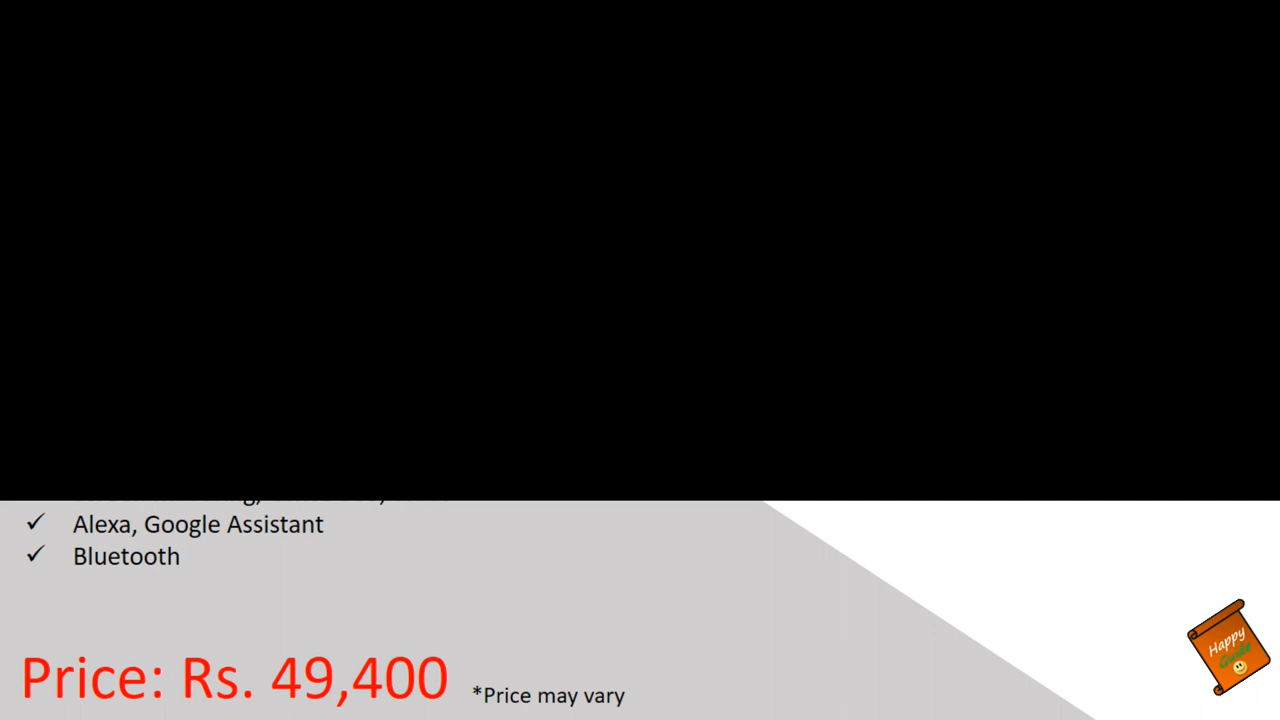 Alexa, Google Assistant
Bluetooth
Price: Rs. 49,400 *Price may vary
Happy
Guide